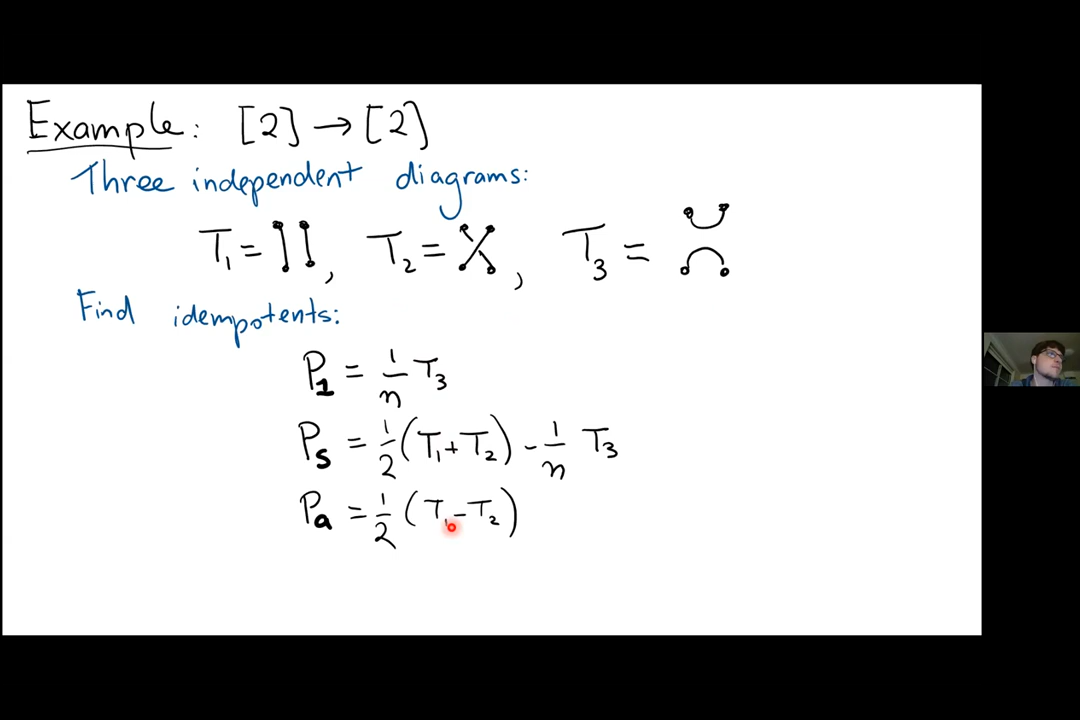 Example: [2] → [2]
Three independent diagrams:
T₁ = , T₂ = , T₃ =
Find idempotents:
P₁ = 1/n T₃
Pₛ = 1/2 (T₁ + T₂) - 1/n T₃
Pₐ = 1/2 (T₁ - T₂)